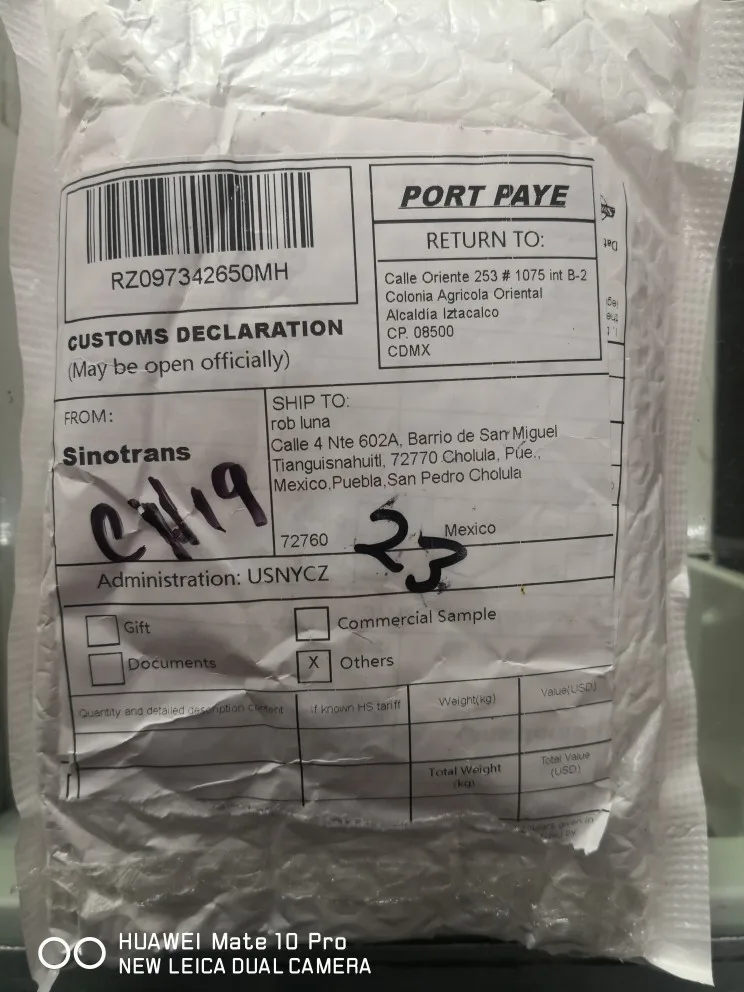 RZ097342650MH
PORT PAYE
RETURN TO:
Calle Oriente 253 # 1075 int B-2
Colonia Agricola Oriental
Alcaldia Iztacalco
CP. 08500
CDMX
CUSTOMS DECLARATION
(May be open officially)
FROM:
Sinotrans
SHIP TO:
rob luna
Calle 4 Nte 602A, Barrio de San Miguel
Tianguisnahuitl, 72770 Cholula, Pue.,
Mexico,Puebla,San Pedro Cholula
72760 Mexico
23
Administration: USNYCZ
Gift
Commercial Sample
Documents
X Others
Quantity and detailed description content
if known HS tariff
Weight(kg)
Value(USD)
Total Weight
(kg)
Total Value
(USD)
HUAWEI Mate 10 Pro
NEW LEICA DUAL CAMERA